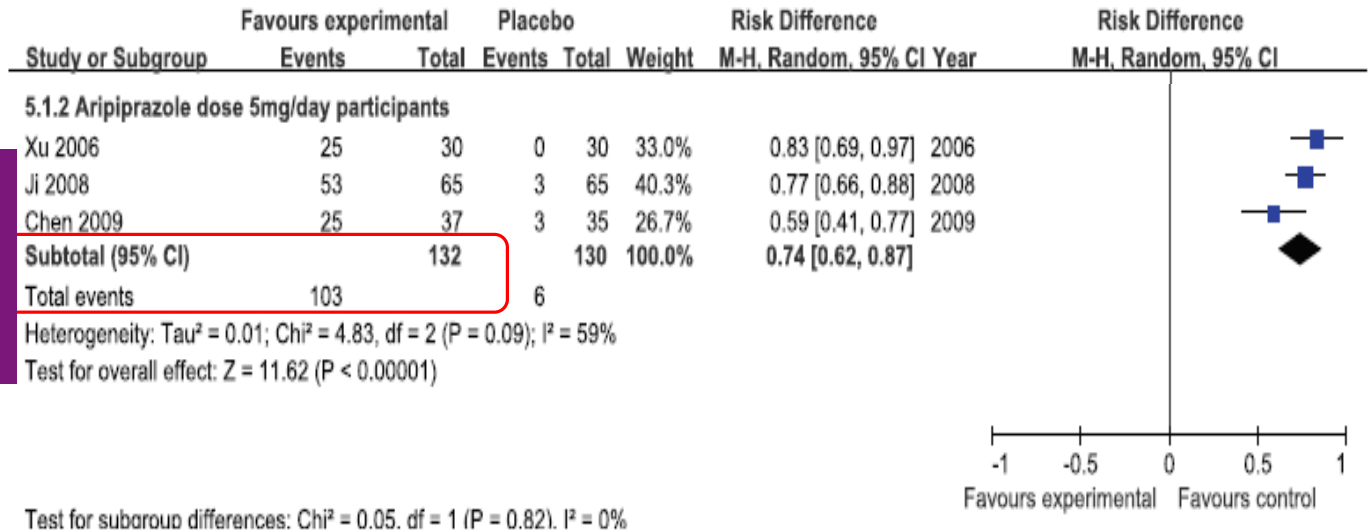 Favours experimental Placebo Risk Difference Risk Difference
Study or Subgroup Events Total Events Total Weight M-H, Random, 95% CI Year M-H, Random, 95% CI
5.1.2 Aripiprazole dose 5mg/day participants
Xu 2006 25 30 0 30 33.0% 0.83 [0.69, 0.97] 2006
Ji 2008 53 65 3 65 40.3% 0.77 [0.66, 0.88] 2008
Chen 2009 25 37 3 35 26.7% 0.59 [0.41, 0.77] 2009
Subtotal (95% CI) 132 130 100.0% 0.74 [0.62, 0.87]
Total events 103 6
Heterogeneity: Tau² = 0.01; Chi² = 4.83, df = 2 (P = 0.09); I² = 59%
Test for overall effect: Z = 11.62 (P < 0.00001)
-1 -0.5 0 0.5 1
Favours experimental Favours control
Test for subgroup differences: Chi² = 0.05, df = 1 (P = 0.82), I² = 0%